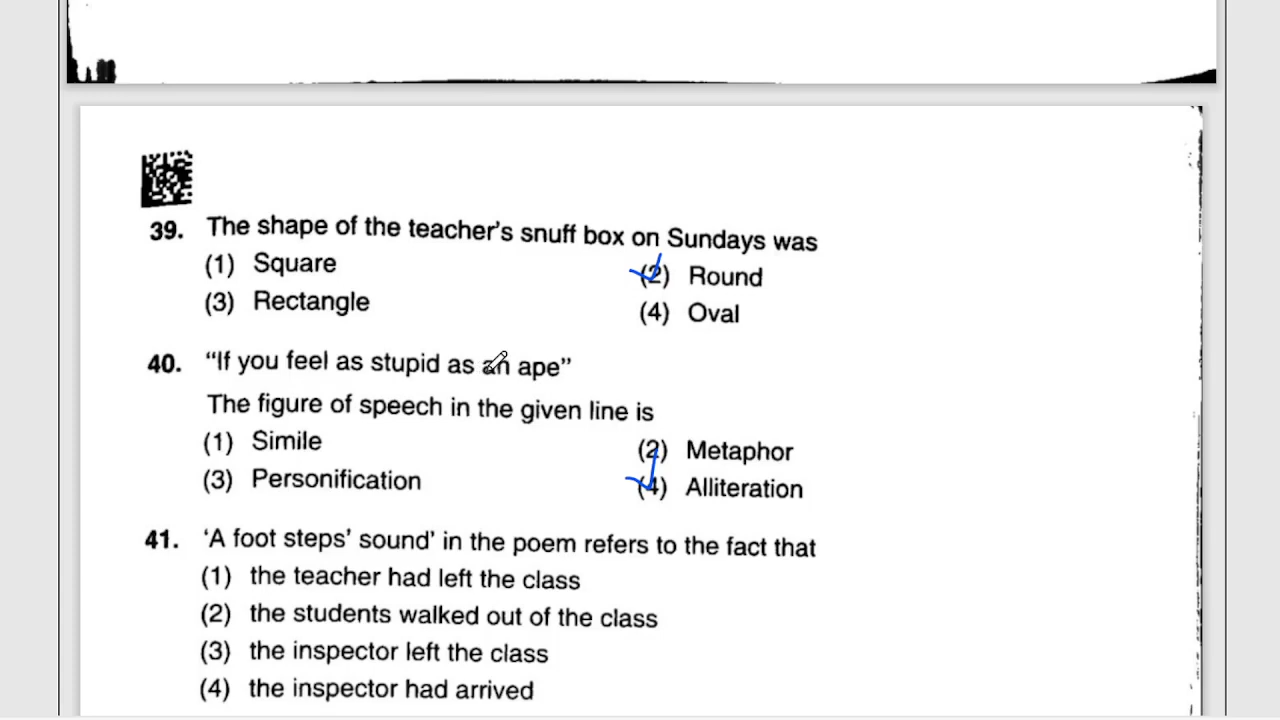 39. The shape of the teacher's snuff box on Sundays was
(1) Square (2) Round
(3) Rectangle (4) Oval
40. "If you feel as stupid as an ape"
The figure of speech in the given line is
(1) Simile (2) Metaphor
(3) Personification (4) Alliteration
41. 'A foot steps' sound' in the poem refers to the fact that
(1) the teacher had left the class
(2) the students walked out of the class
(3) the inspector left the class
(4) the inspector had arrived